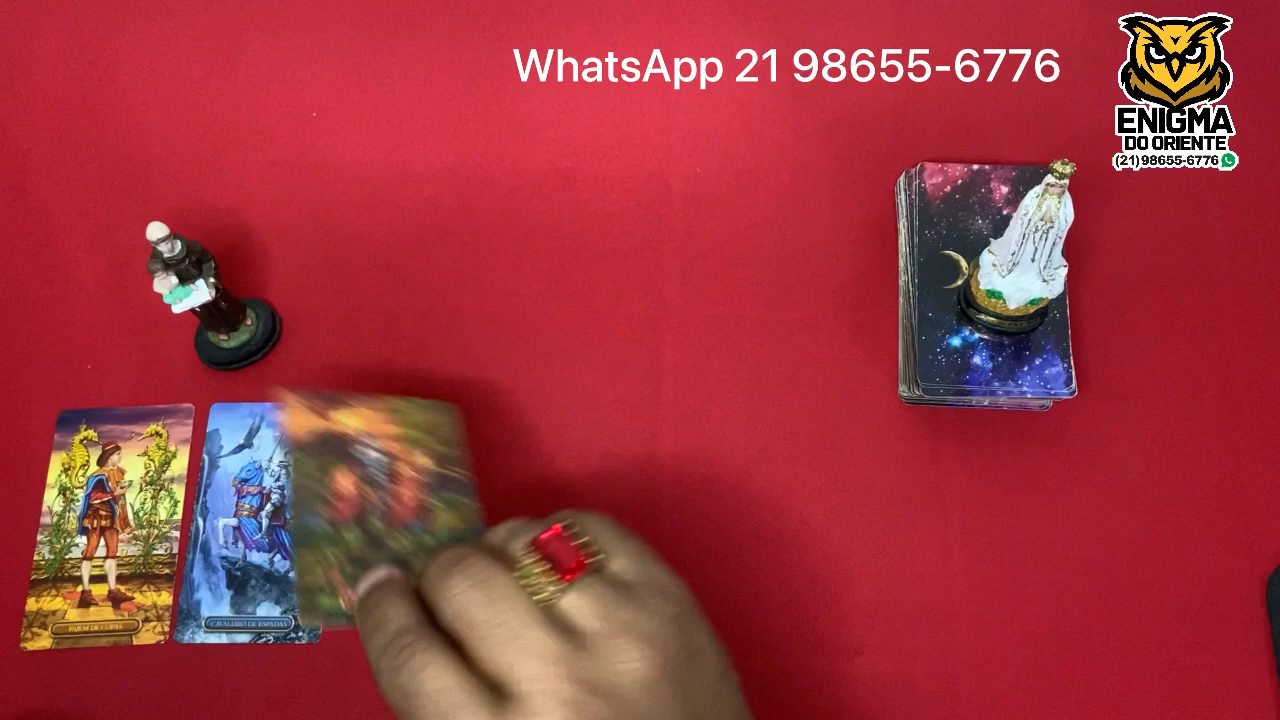 WhatsApp 21 98655-6776
ENIGMA
DO ORIENTE
(21) 98655-6776
PAJEM DE COPAS
CAVALEIRO DE ESPADAS